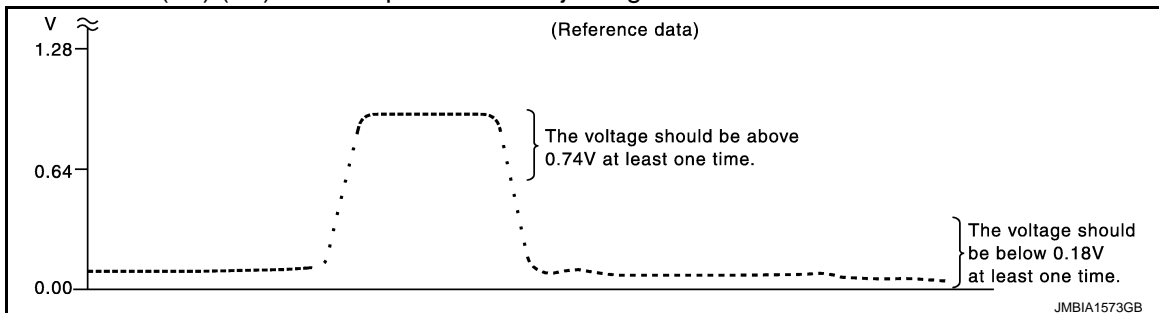 V
(Reference data)
1.28
The voltage should be above
0.74V at least one time.
0.64
The voltage should
be below 0.18V
at least one time.
0.00
JMBIA1573GB